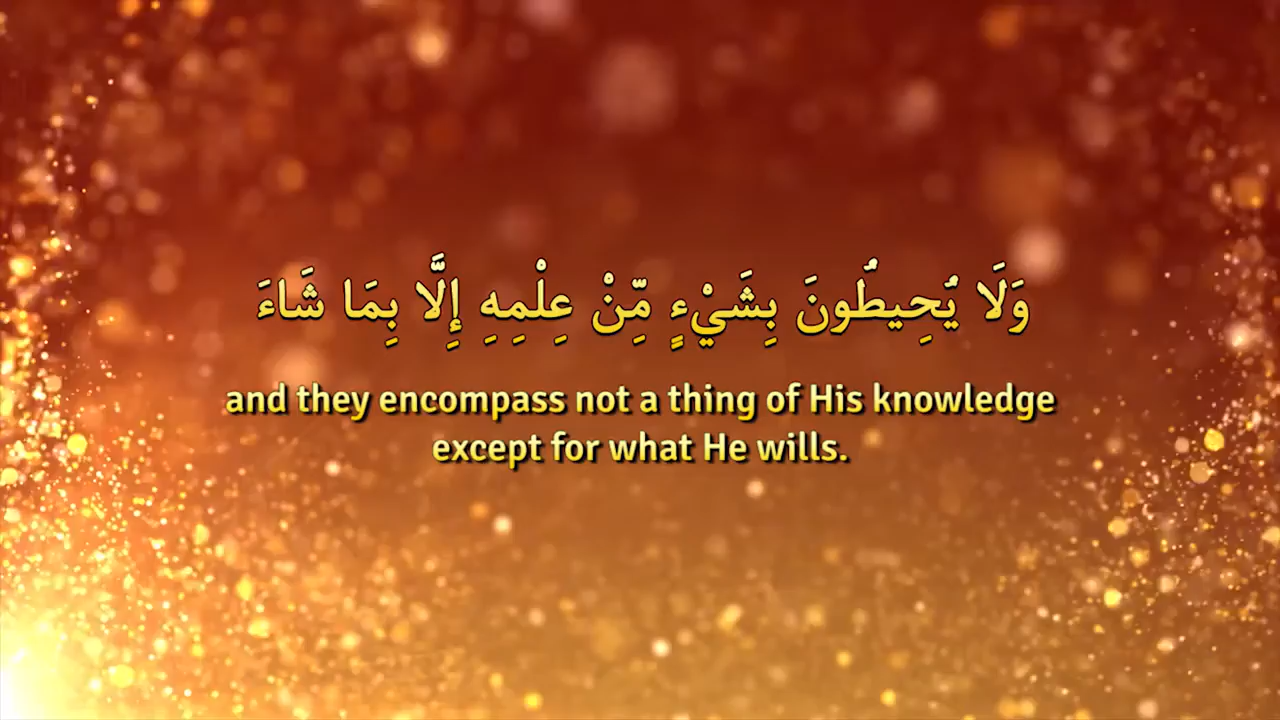 وَلَا يُحِيطُونَ بِشَيْءٍ مِّنْ عِلْمِهِ إِلَّا بِمَا شَاءَ
and they encompass not a thing of His knowledge
except for what He wills.